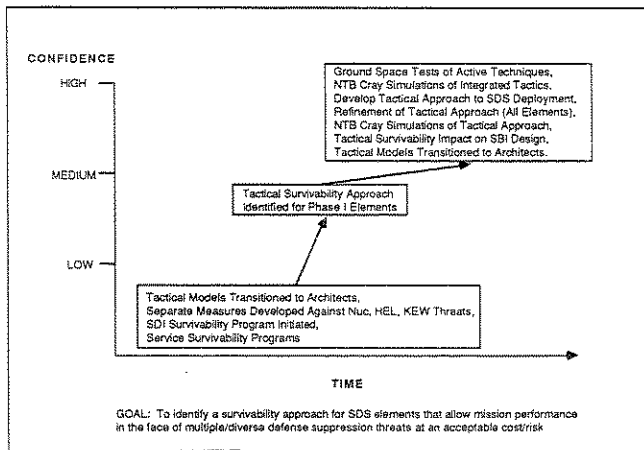 CONFIDENCE
HIGH
Ground Space Tests of Active Techniques,
NTB Cray Simulations of Integrated Tactics,
Develop Tactical Approach to SDS Deployment,
Refinement of Tactical Approach (All Elements),
NTB Cray Simulations of Tactical Approach,
Tactical Survivability Impact on SBI Design,
Tactical Models Transitioned to Architects.
MEDIUM
Tactical Survivability Approach
Identified for Phase I Elements
LOW
Tactical Models Transitioned to Architects,
Separate Measures Developed Against Nuc, HEL, KEW Threats,
SDI Survivability Program Initiated,
Service Survivability Programs
TIME
GOAL: To identify a survivability approach for SDS elements that allow mission performance
in the face of multiple/diverse defense suppression threats at an acceptable cost/risk